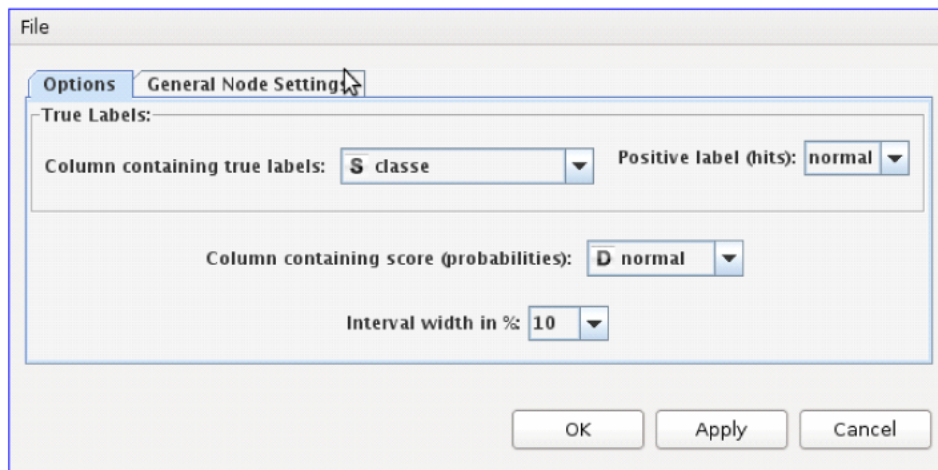 File
Options General Node Settings
True Labels:
Column containing true labels: S classe Positive label (hits): normal
Column containing score (probabilities): D normal
Interval width in %: 10
OK Apply Cancel